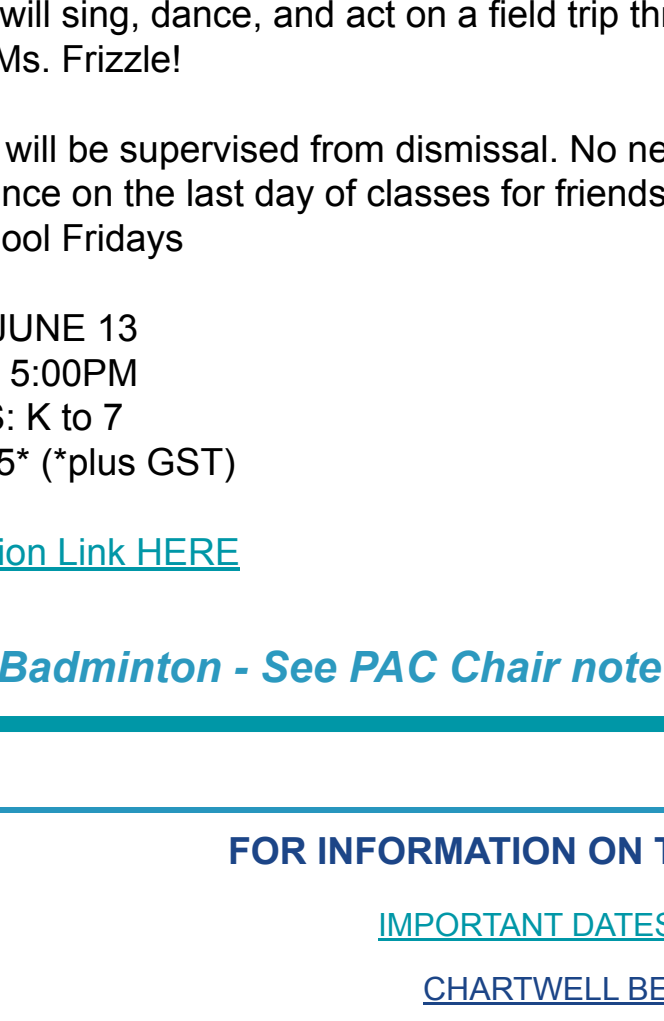 will sing, dance, and act on a field trip thr
Ms. Frizzle!
will be supervised from dismissal. No ne
nce on the last day of classes for friends
ool Fridays
JUNE 13
5:00PM
S: K to 7
5* (*plus GST)
ion Link HERE
Badminton - See PAC Chair note
FOR INFORMATION ON T
IMPORTANT DATES
CHARTWELL BE